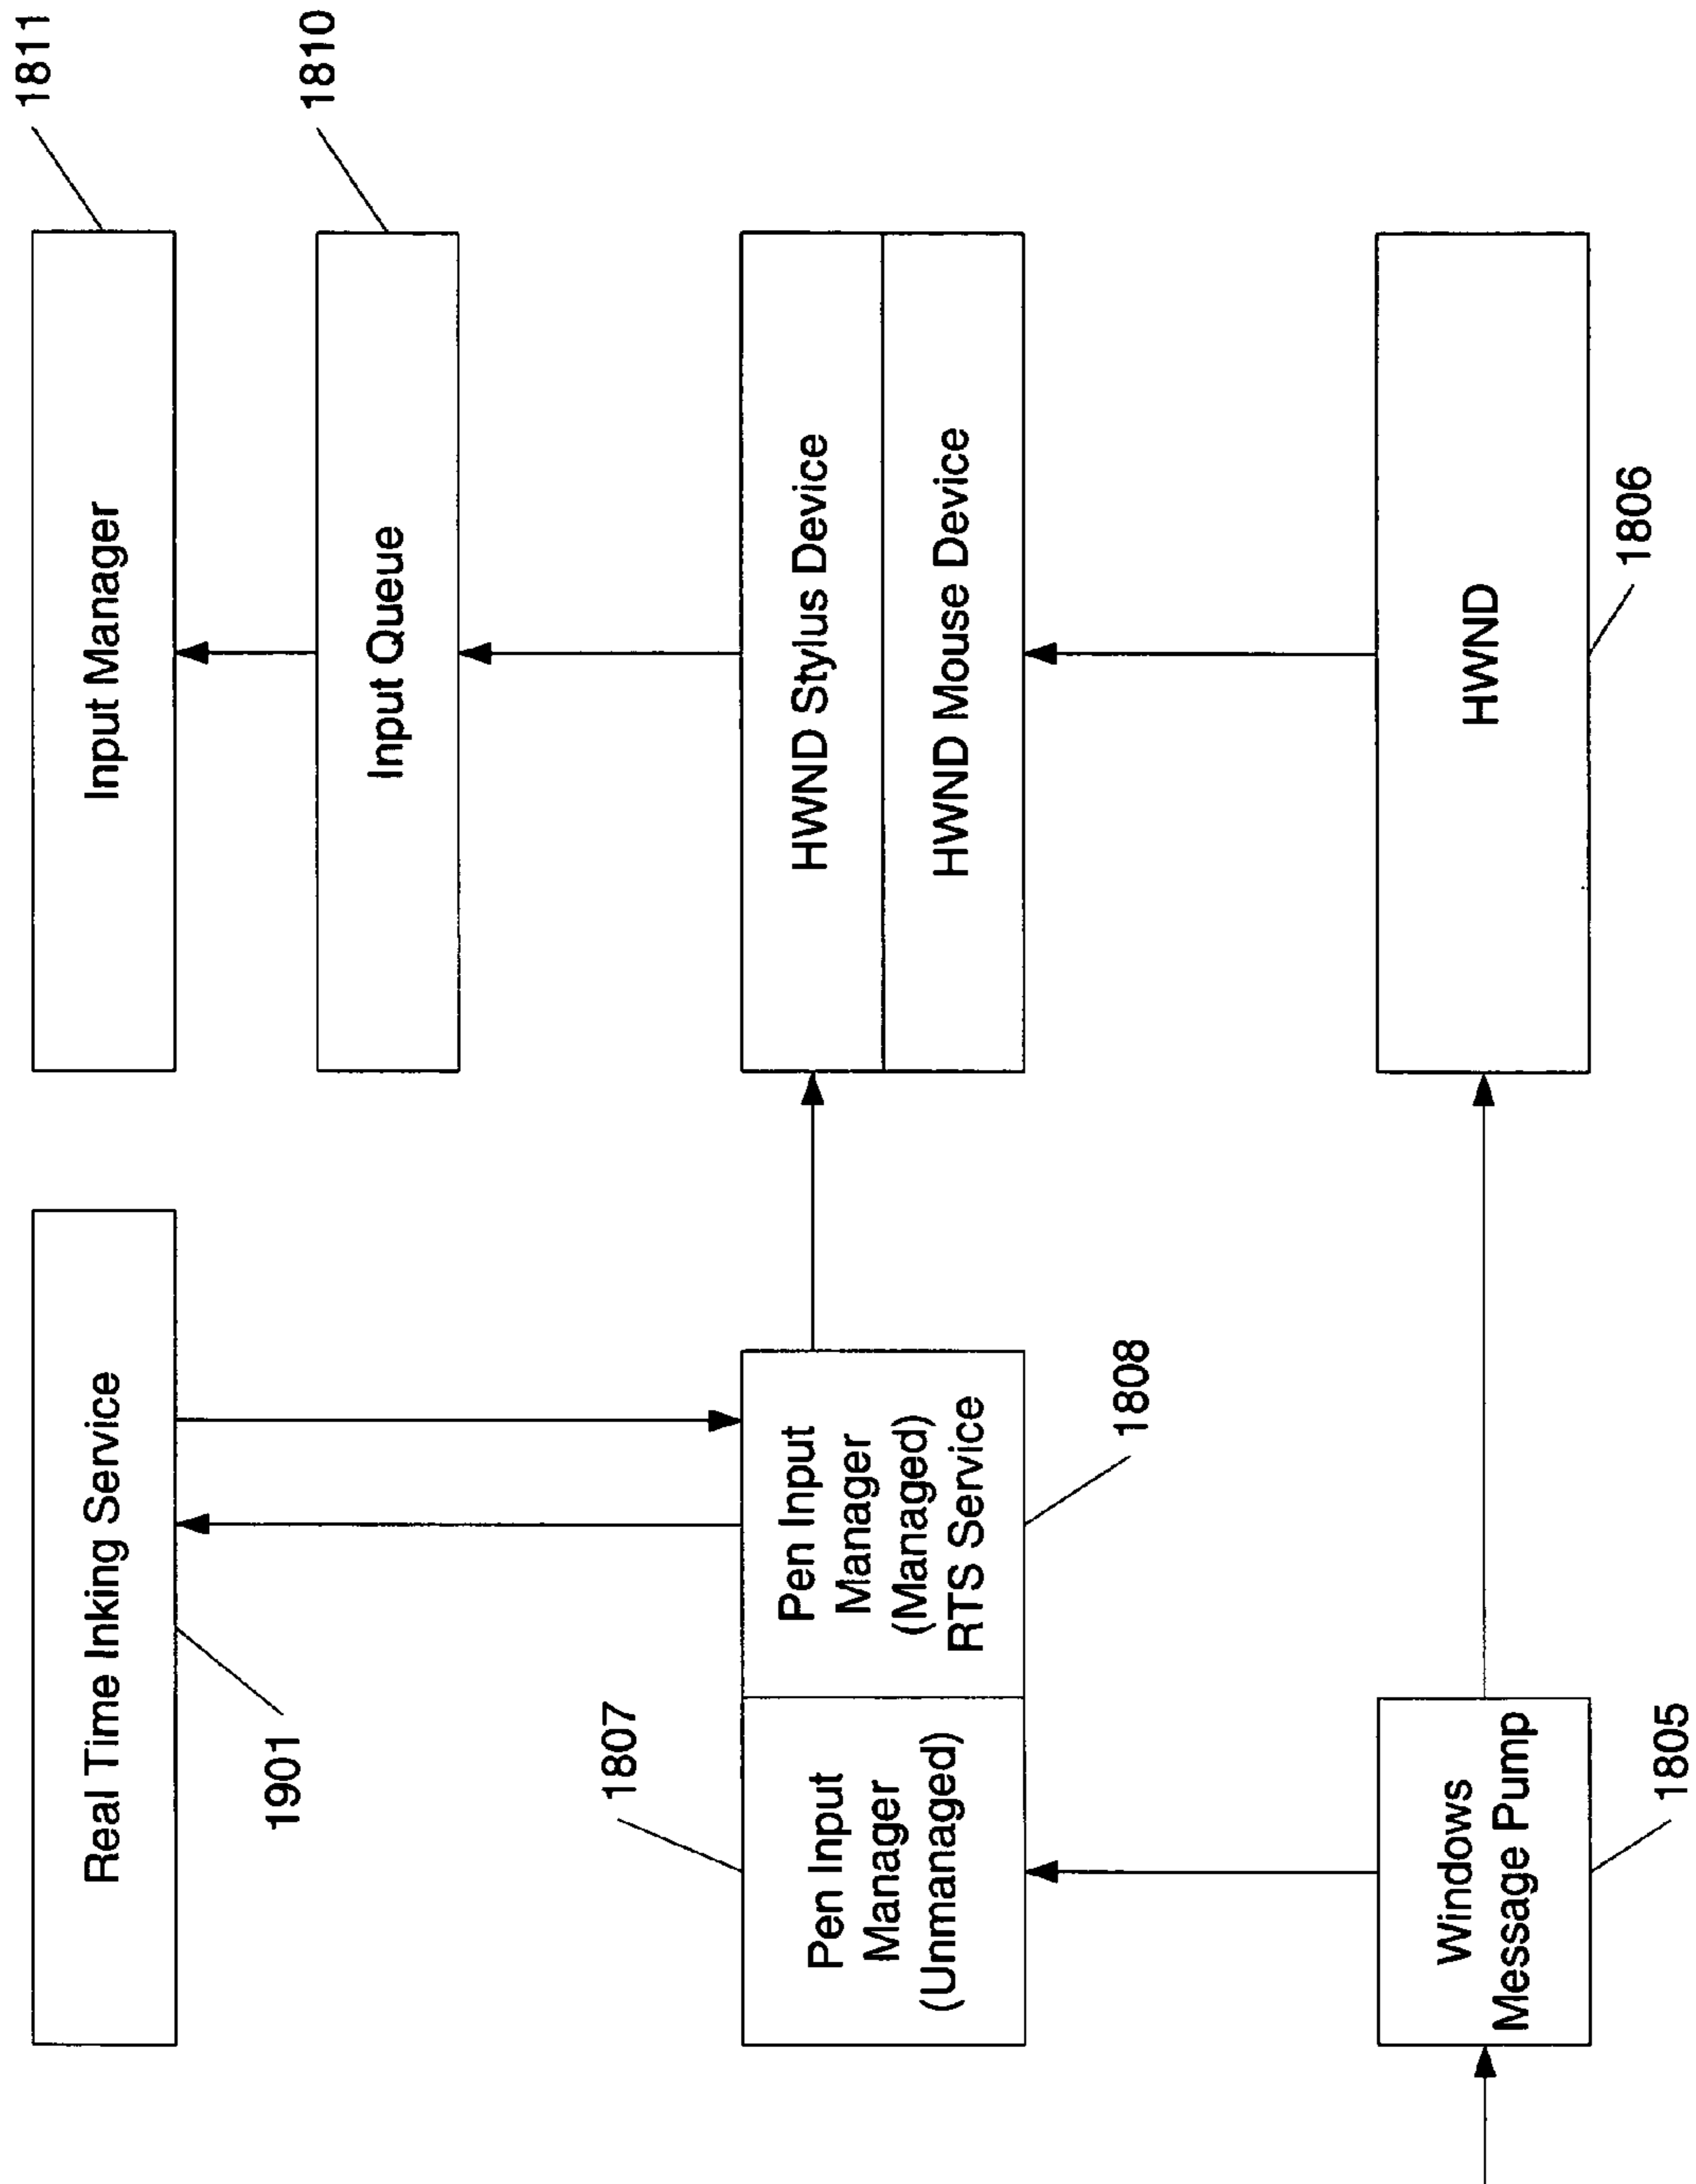 Real Time Inking Service
1901
Input Manager
1811
Input Queue
1810
Pen Input
Manager
(Unmanaged)
1807
Pen Input
Manager
(Managed)
RTS Service
1808
HWND Stylus Device
HWND Mouse Device
Windows
Message Pump
1805
HWND
1806